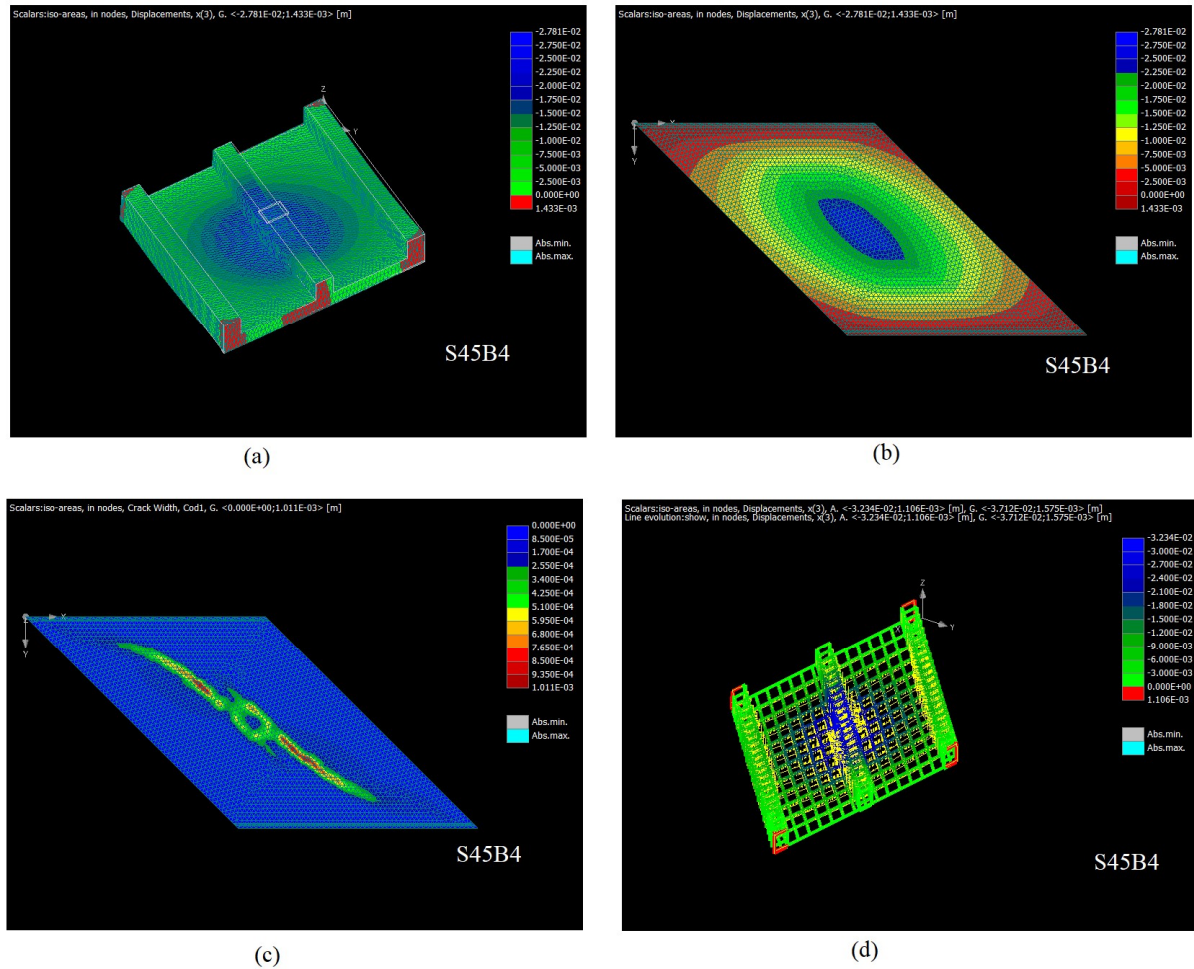 Scalars:iso-areas, in nodes, Displacements, x(3), G. <-2.781E-02;1.433E-03> [m]
-2.781E-02
-2.750E-02
-2.500E-02
-2.250E-02
-2.000E-02
-1.750E-02
-1.500E-02
-1.250E-02
-1.000E-02
-7.500E-03
-5.000E-03
-2.500E-03
0.000E+00
1.433E-03
Abs.min.
Abs.max.
Z
Y
S45B4
(a)
Scalars:iso-areas, in nodes, Displacements, x(3), G. <-2.781E-02;1.433E-03> [m]
-2.781E-02
-2.750E-02
-2.500E-02
-2.250E-02
-2.000E-02
-1.750E-02
-1.500E-02
-1.250E-02
-1.000E-02
-7.500E-03
-5.000E-03
-2.500E-03
0.000E+00
1.433E-03
Abs.min.
Abs.max.
X
Y
S45B4
(b)
Scalars:iso-areas, in nodes, Crack Width, Cod1, G. <0.000E+00;1.011E-03> [m]
0.000E+00
8.500E-05
1.700E-04
2.550E-04
3.400E-04
4.250E-04
5.100E-04
5.950E-04
6.800E-04
7.650E-04
8.500E-04
9.350E-04
1.011E-03
Abs.min.
Abs.max.
X
Y
S45B4
(c)
Scalars:iso-areas, in nodes, Displacements, x(3), A. <-3.234E-02;1.106E-03> [m], G. <-3.712E-02;1.575E-03> [m]
Line evolution:show, in nodes, Displacements, x(3), A. <-3.234E-02;1.106E-03> [m], G. <-3.712E-02;1.575E-03> [m]
-3.234E-02
-3.000E-02
-2.700E-02
-2.400E-02
-2.100E-02
-1.800E-02
-1.500E-02
-1.200E-02
-9.000E-03
-6.000E-03
-3.000E-03
0.000E+00
1.106E-03
Abs.min.
Abs.max.
Z
Y
S45B4
(d)